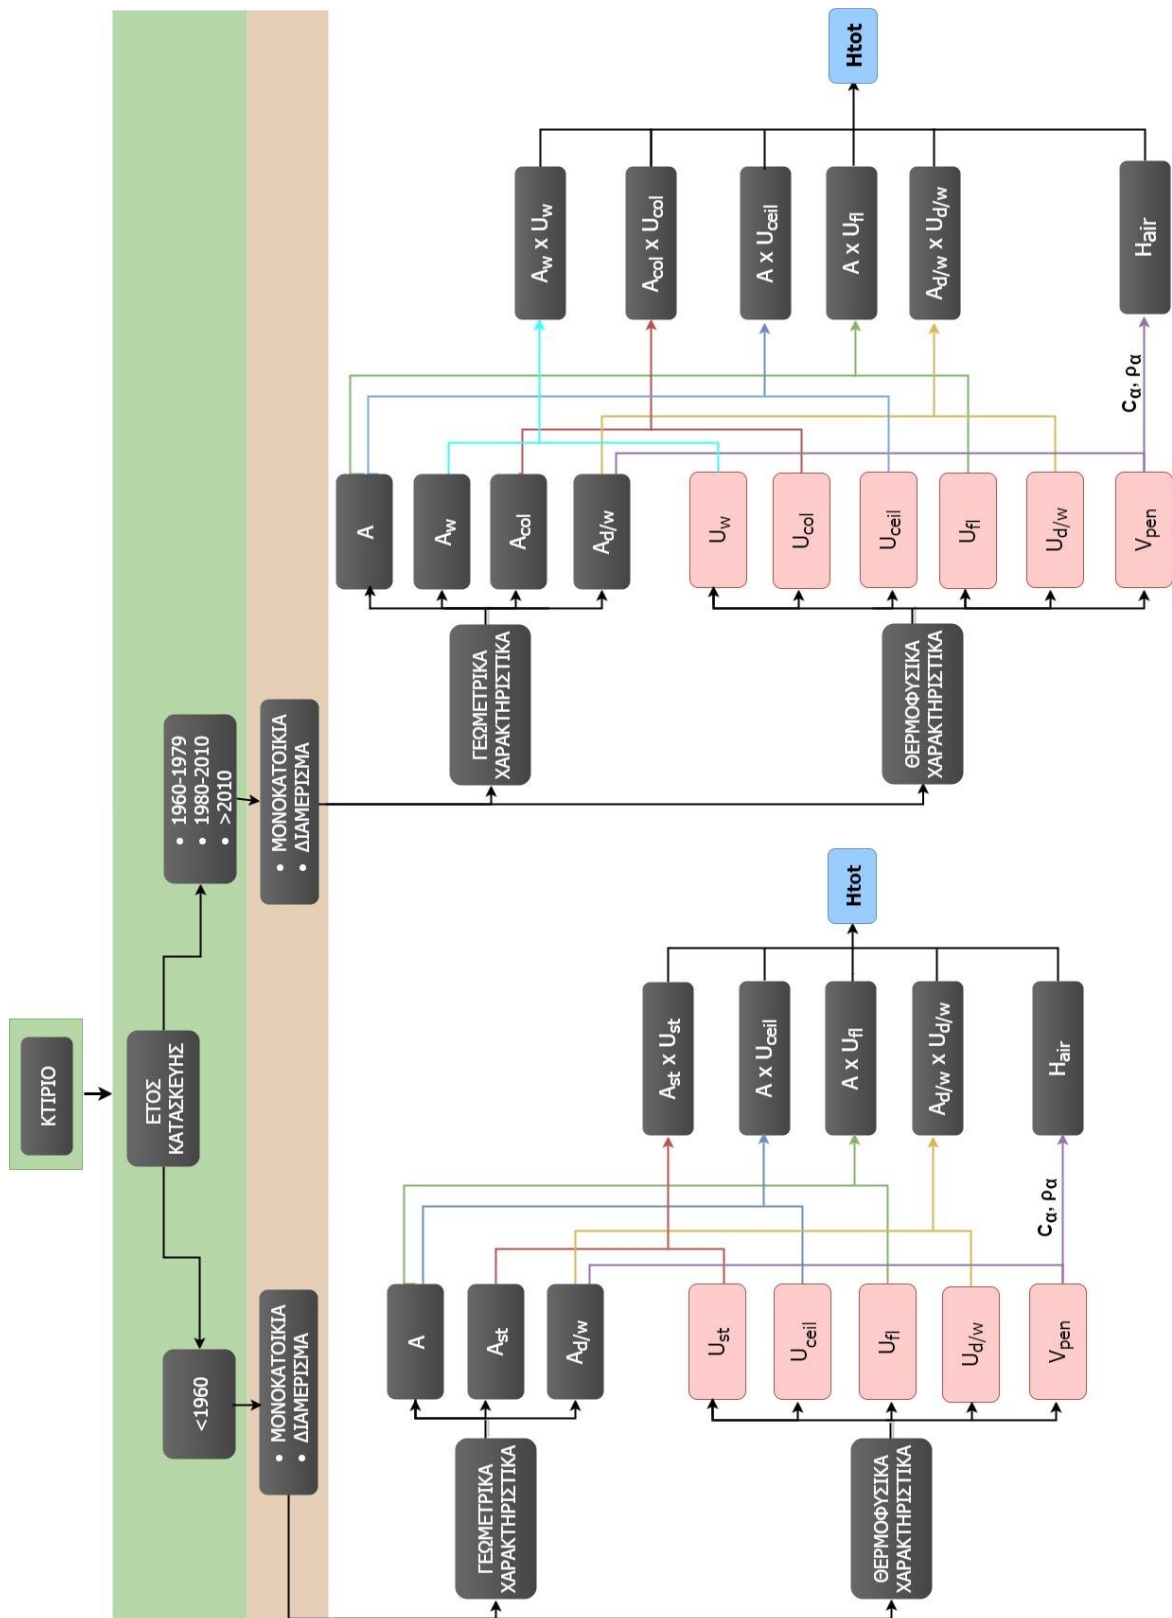 ΚΤΙΡΙΟ
ΕΤΟΣ
ΚΑΤΑΣΚΕΥΗΣ
<1960
• 1960-1979
• 1980-2010
• >2010
• ΜΟΝΟΚΑΤΟΙΚΙΑ
• ΔΙΑΜΕΡΙΣΜΑ
• ΜΟΝΟΚΑΤΟΙΚΙΑ
• ΔΙΑΜΕΡΙΣΜΑ
ΓΕΩΜΕΤΡΙΚΑ
ΧΑΡΑΚΤΗΡΙΣΤΙΚΑ
A
Ast
Ad/w
ΘΕΡΜΟΦΥΣΙΚΑ
ΧΑΡΑΚΤΗΡΙΣΤΙΚΑ
Ust
Uceil
Ufl
Ud/w
Vpen
Cα, ρα
Ast x Ust
A x Uceil
A x Ufl
Ad/w x Ud/w
Hair
Htot
ΓΕΩΜΕΤΡΙΚΑ
ΧΑΡΑΚΤΗΡΙΣΤΙΚΑ
A
Aw
Acol
Ad/w
ΘΕΡΜΟΦΥΣΙΚΑ
ΧΑΡΑΚΤΗΡΙΣΤΙΚΑ
Uw
Ucol
Uceil
Ufl
Ud/w
Vpen
Cα, ρα
Aw x Uw
Acol x Ucol
A x Uceil
A x Ufl
Ad/w x Ud/w
Hair
Htot